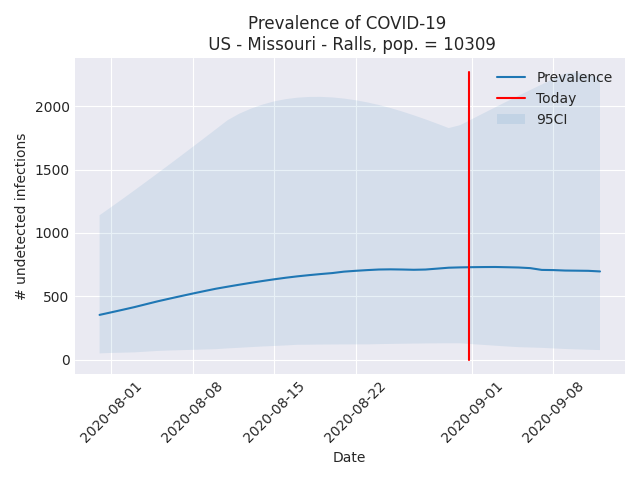 Prevalence of COVID-19
US - Missouri - Ralls, pop. = 10309
Prevalence
Today
95CI
# undetected infections
2000
1500
1000
500
0
2020-08-01
2020-08-08
2020-08-15
2020-08-22
2020-09-01
2020-09-08
Date